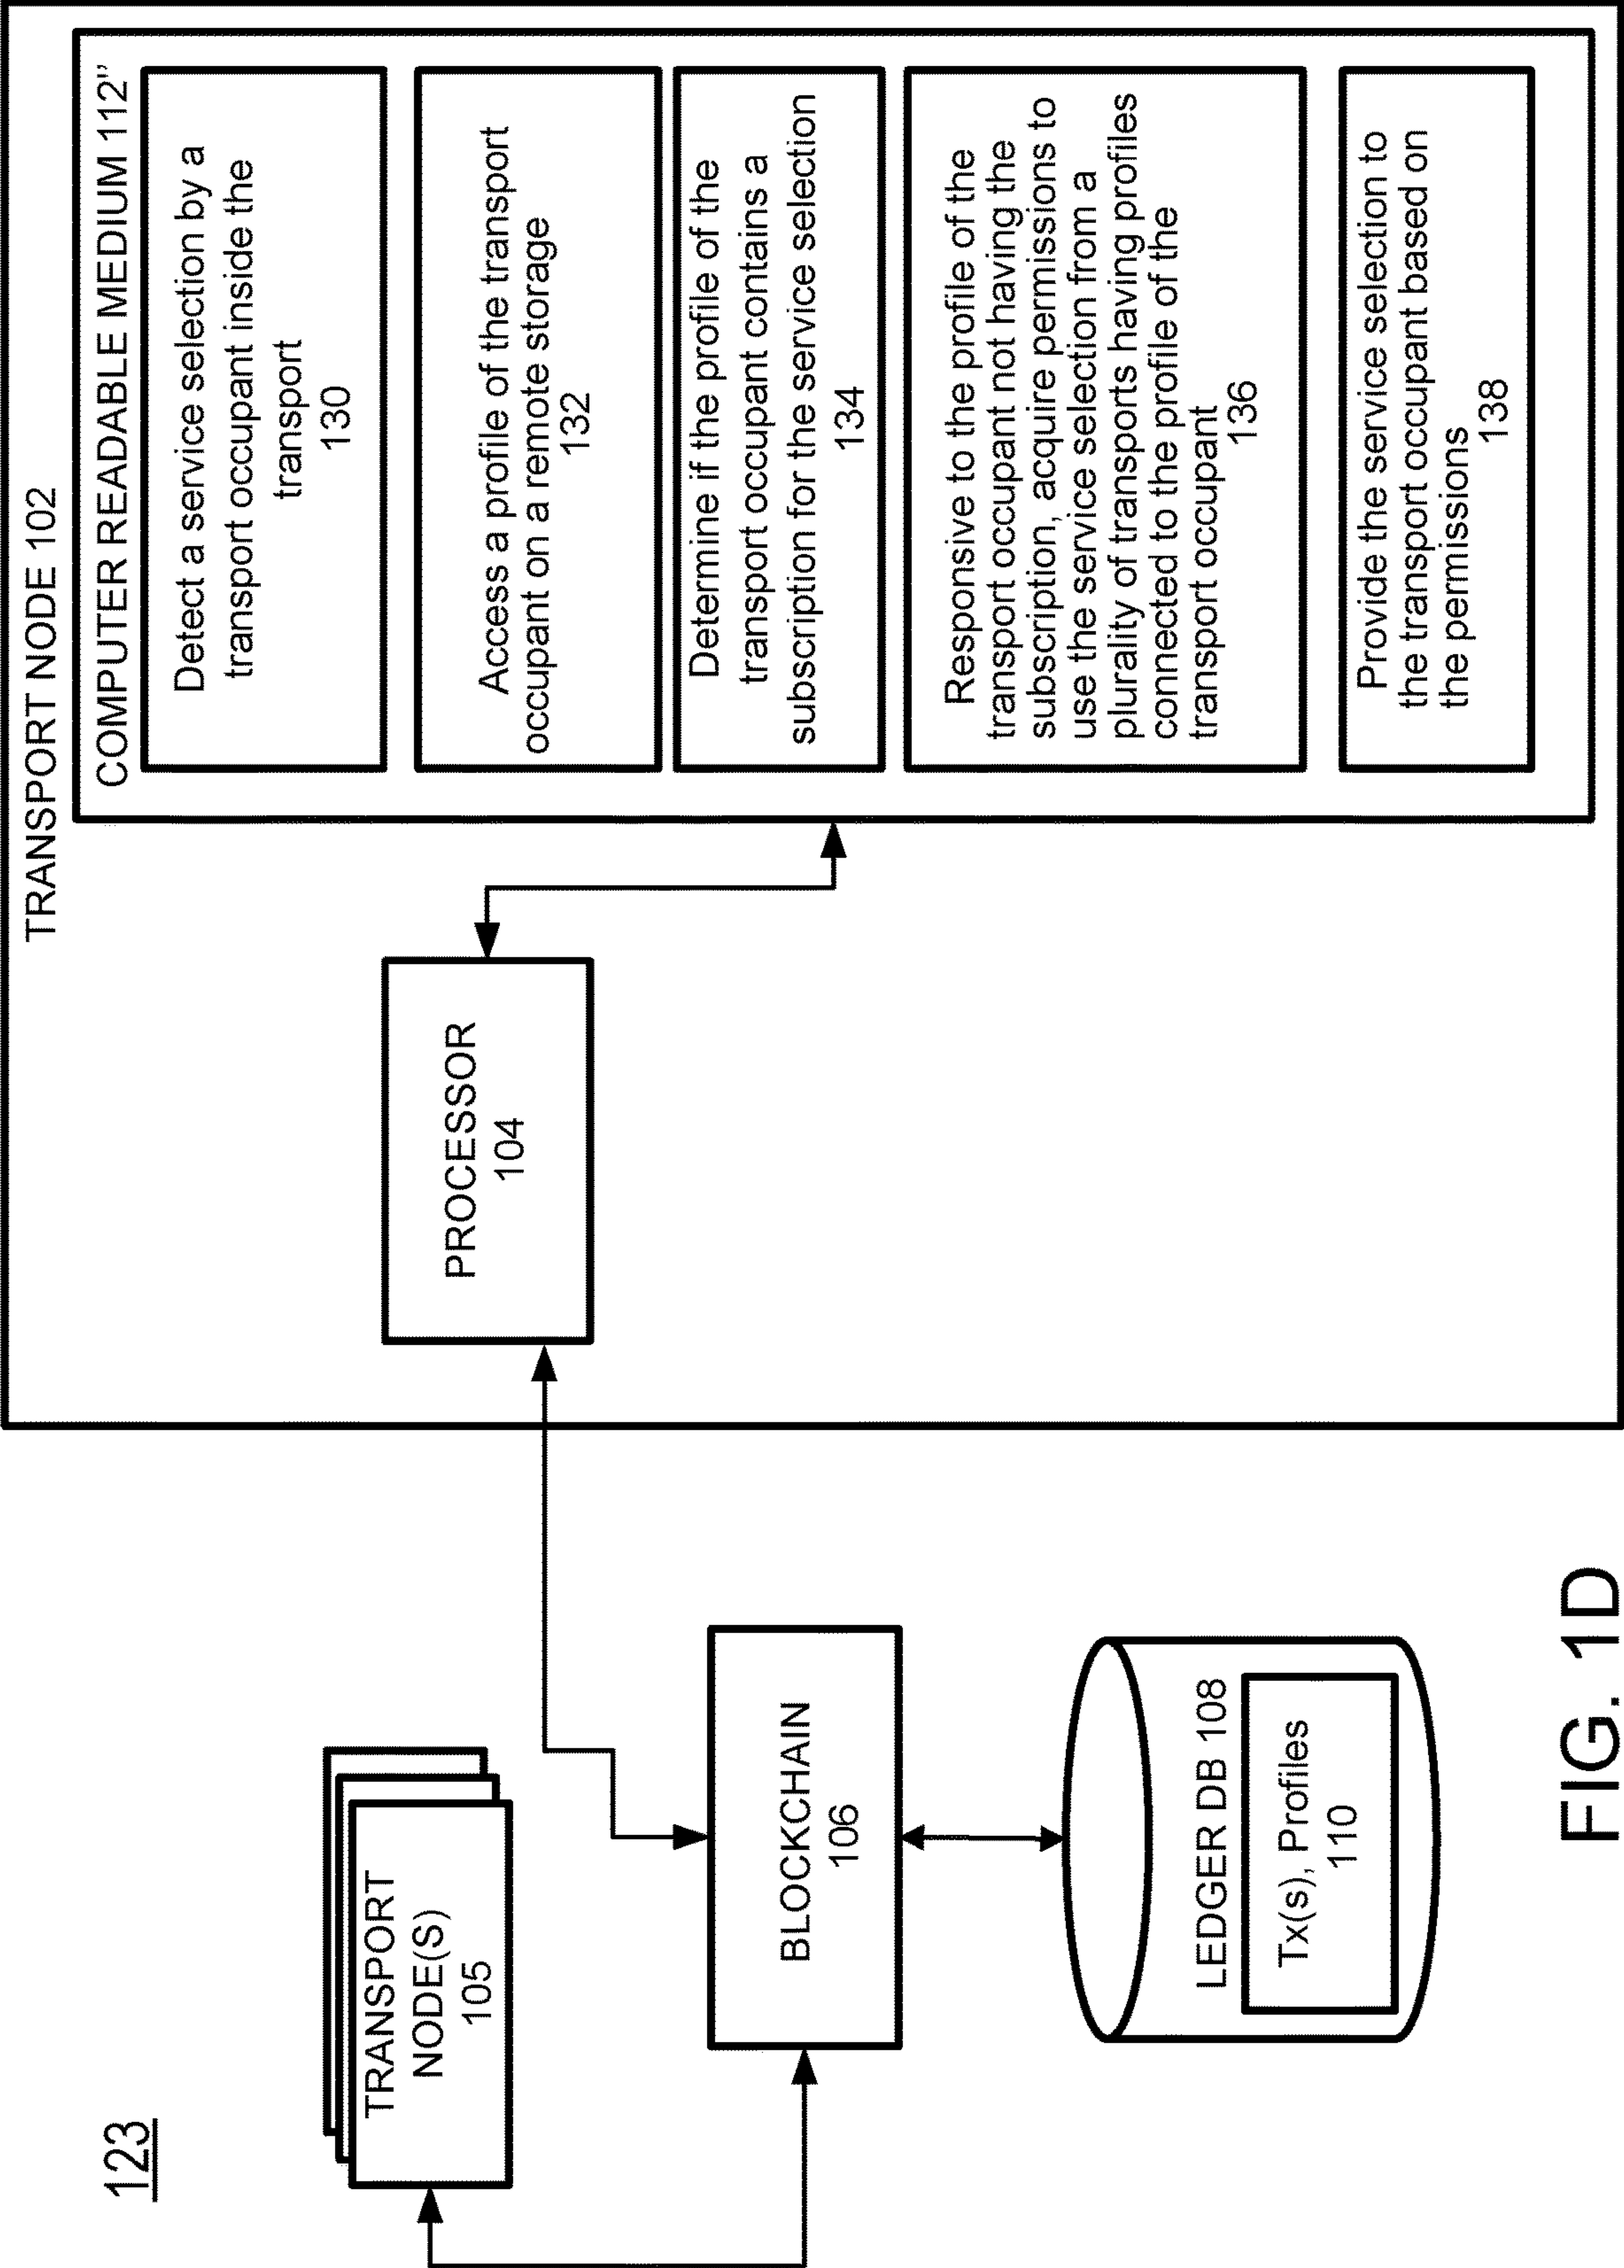 123
TRANSPORT NODE 102
COMPUTER READABLE MEDIUM 112”
Detect a service selection by a
transport occupant inside the
transport
130
Access a profile of the transport
occupant on a remote storage
132
Determine if the profile of the
transport occupant contains a
subscription for the service selection
134
Responsive to the profile of the
transport occupant not having the
subscription, acquire permissions to
use the service selection from a
plurality of transports having profiles
connected to the profile of the
transport occupant
136
Provide the service selection to
the transport occupant based on
the permissions
138
PROCESSOR
104
TRANSPORT
NODE(S)
105
BLOCKCHAIN
106
LEDGER DB 108
Tx(s), Profiles
110
FIG. 1D